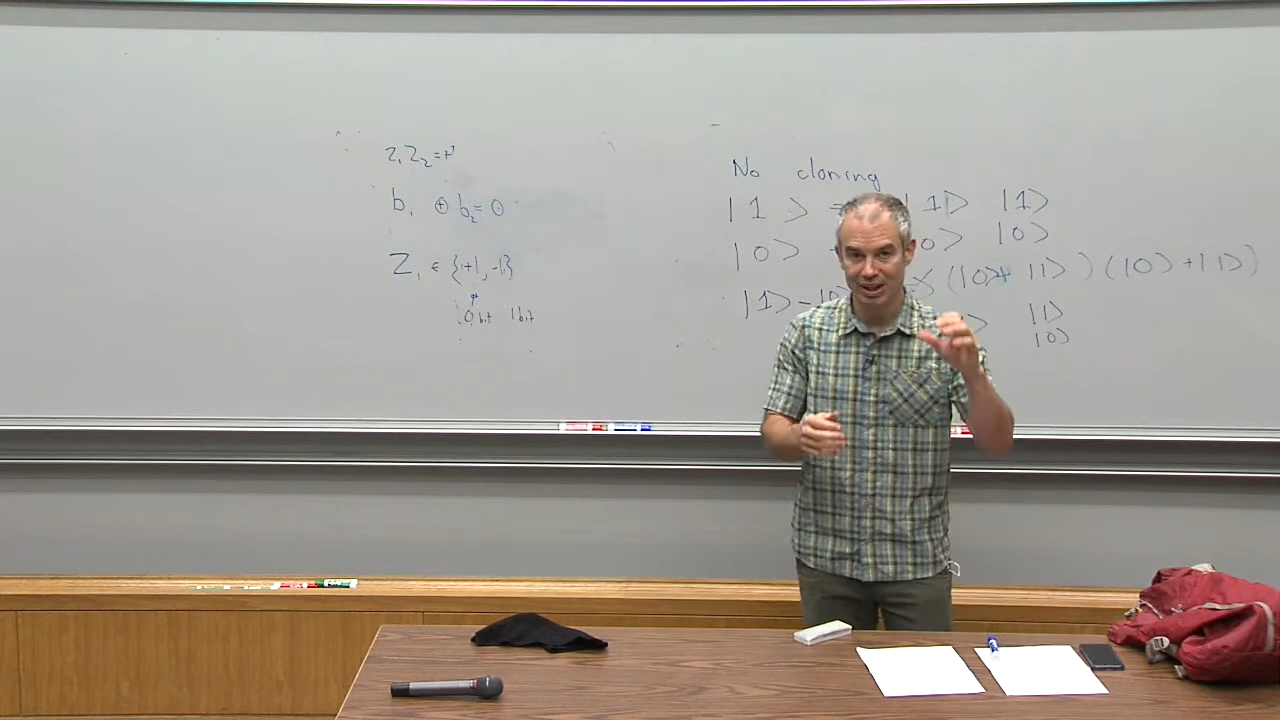 Z₁Z₂=+1
b₁ ⊕ b₂ = 0
Z₁ ∈ {+1, -1}
0 bit 1 bit
No cloning
|1⟩ |1⟩ |1⟩
|0⟩ |0⟩ |0⟩
|1⟩ (|0⟩ + |1⟩) (|0⟩ + |1⟩)
|1⟩
|0⟩